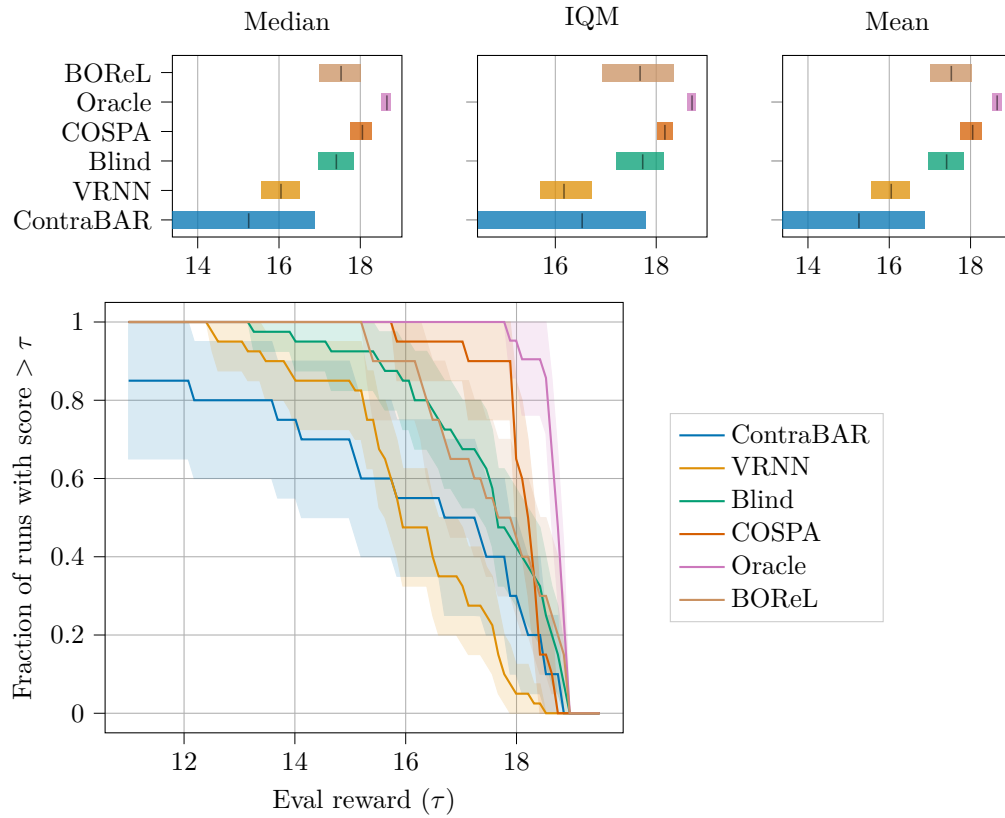 Median
IQM
Mean
BOReL
Oracle
COSPA
Blind
VRNN
ContraBAR
14 16 18
16 18
14 16 18
Fraction of runs with score > τ
1
0.8
0.6
0.4
0.2
0
12 14 16 18
Eval reward (τ)
ContraBAR
VRNN
Blind
COSPA
Oracle
BOReL